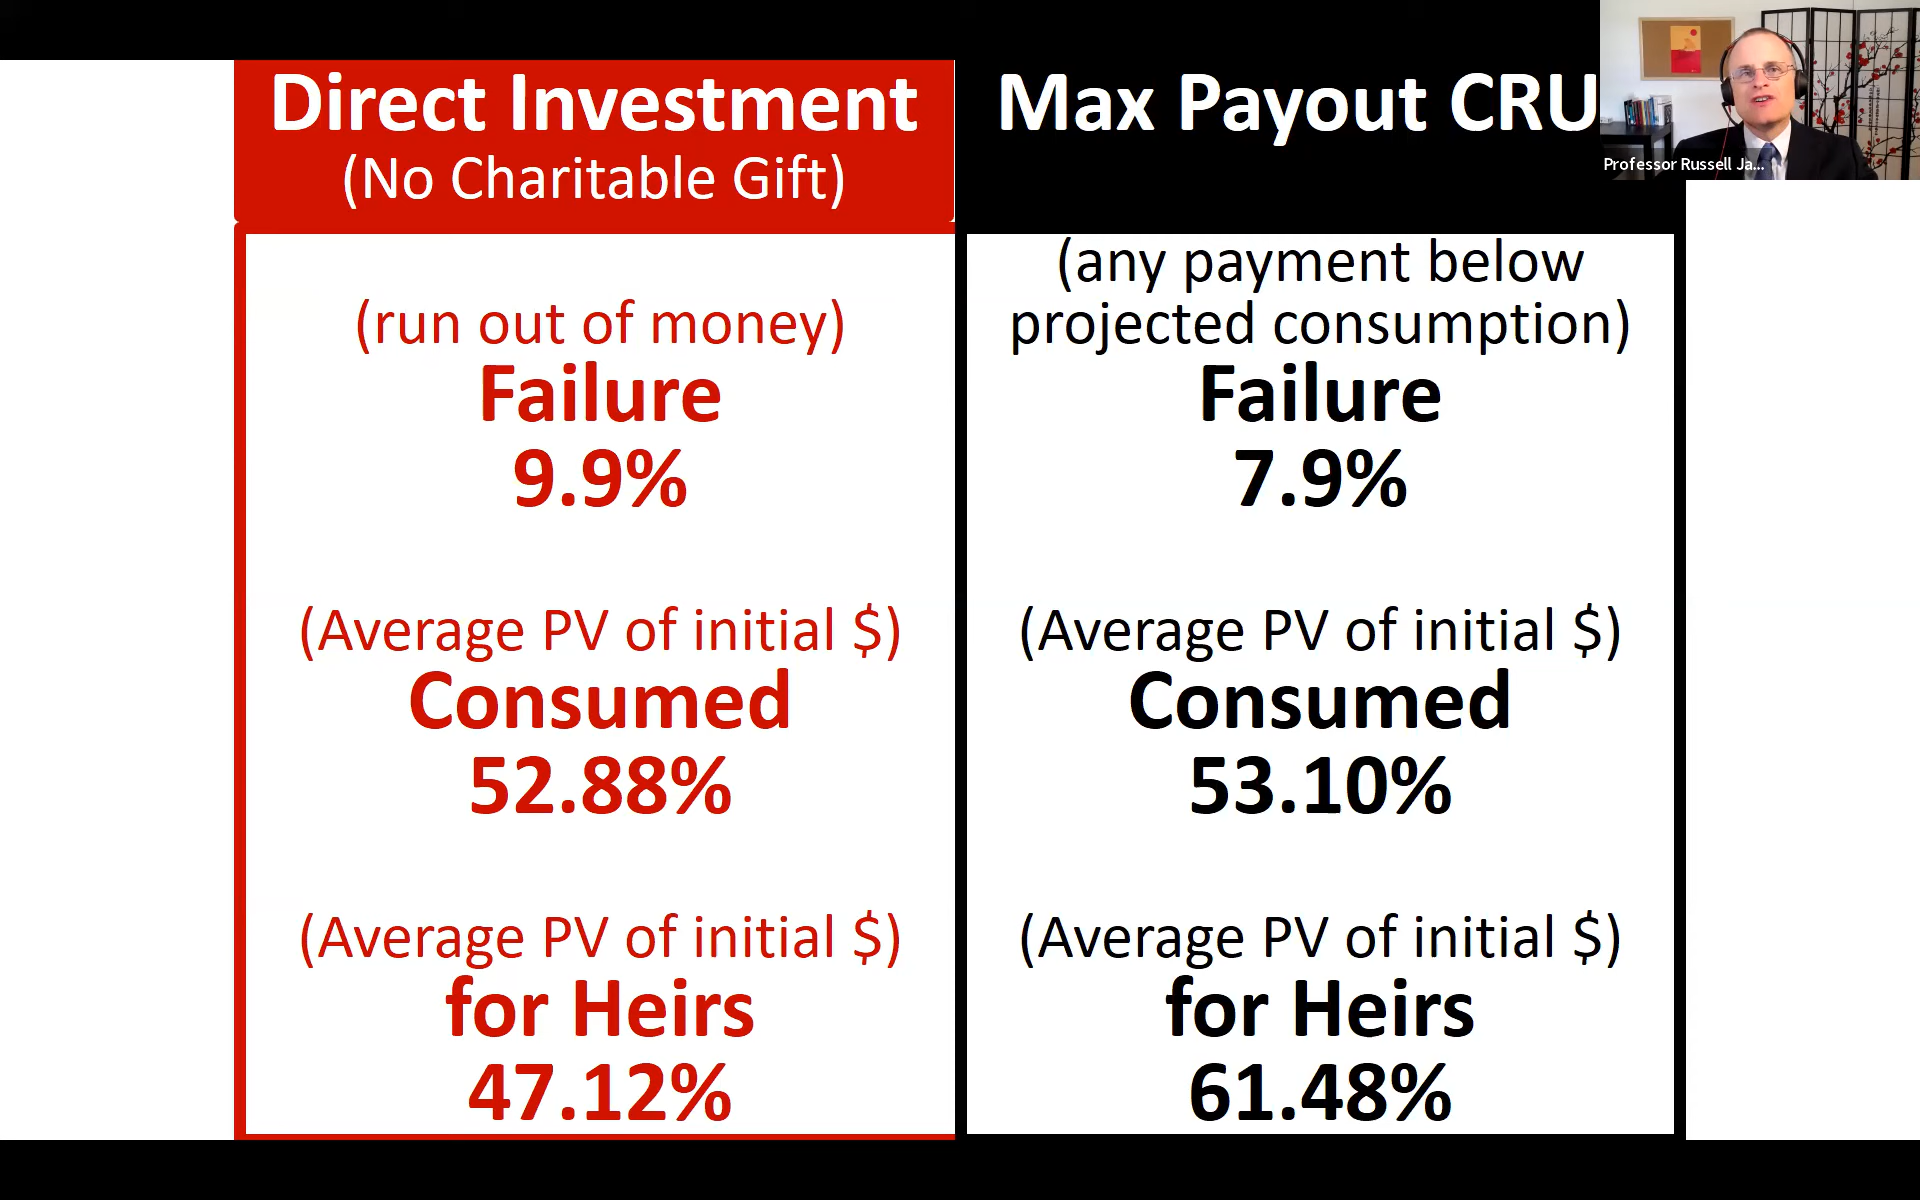 Direct Investment
(No Charitable Gift)
(run out of money)
Failure
9.9%
(Average PV of initial $)
Consumed
52.88%
(Average PV of initial $)
for Heirs
47.12%
Max Payout CRU
(any payment below
projected consumption)
Failure
7.9%
(Average PV of initial $)
Consumed
53.10%
(Average PV of initial $)
for Heirs
61.48%
Professor Russell Ja...